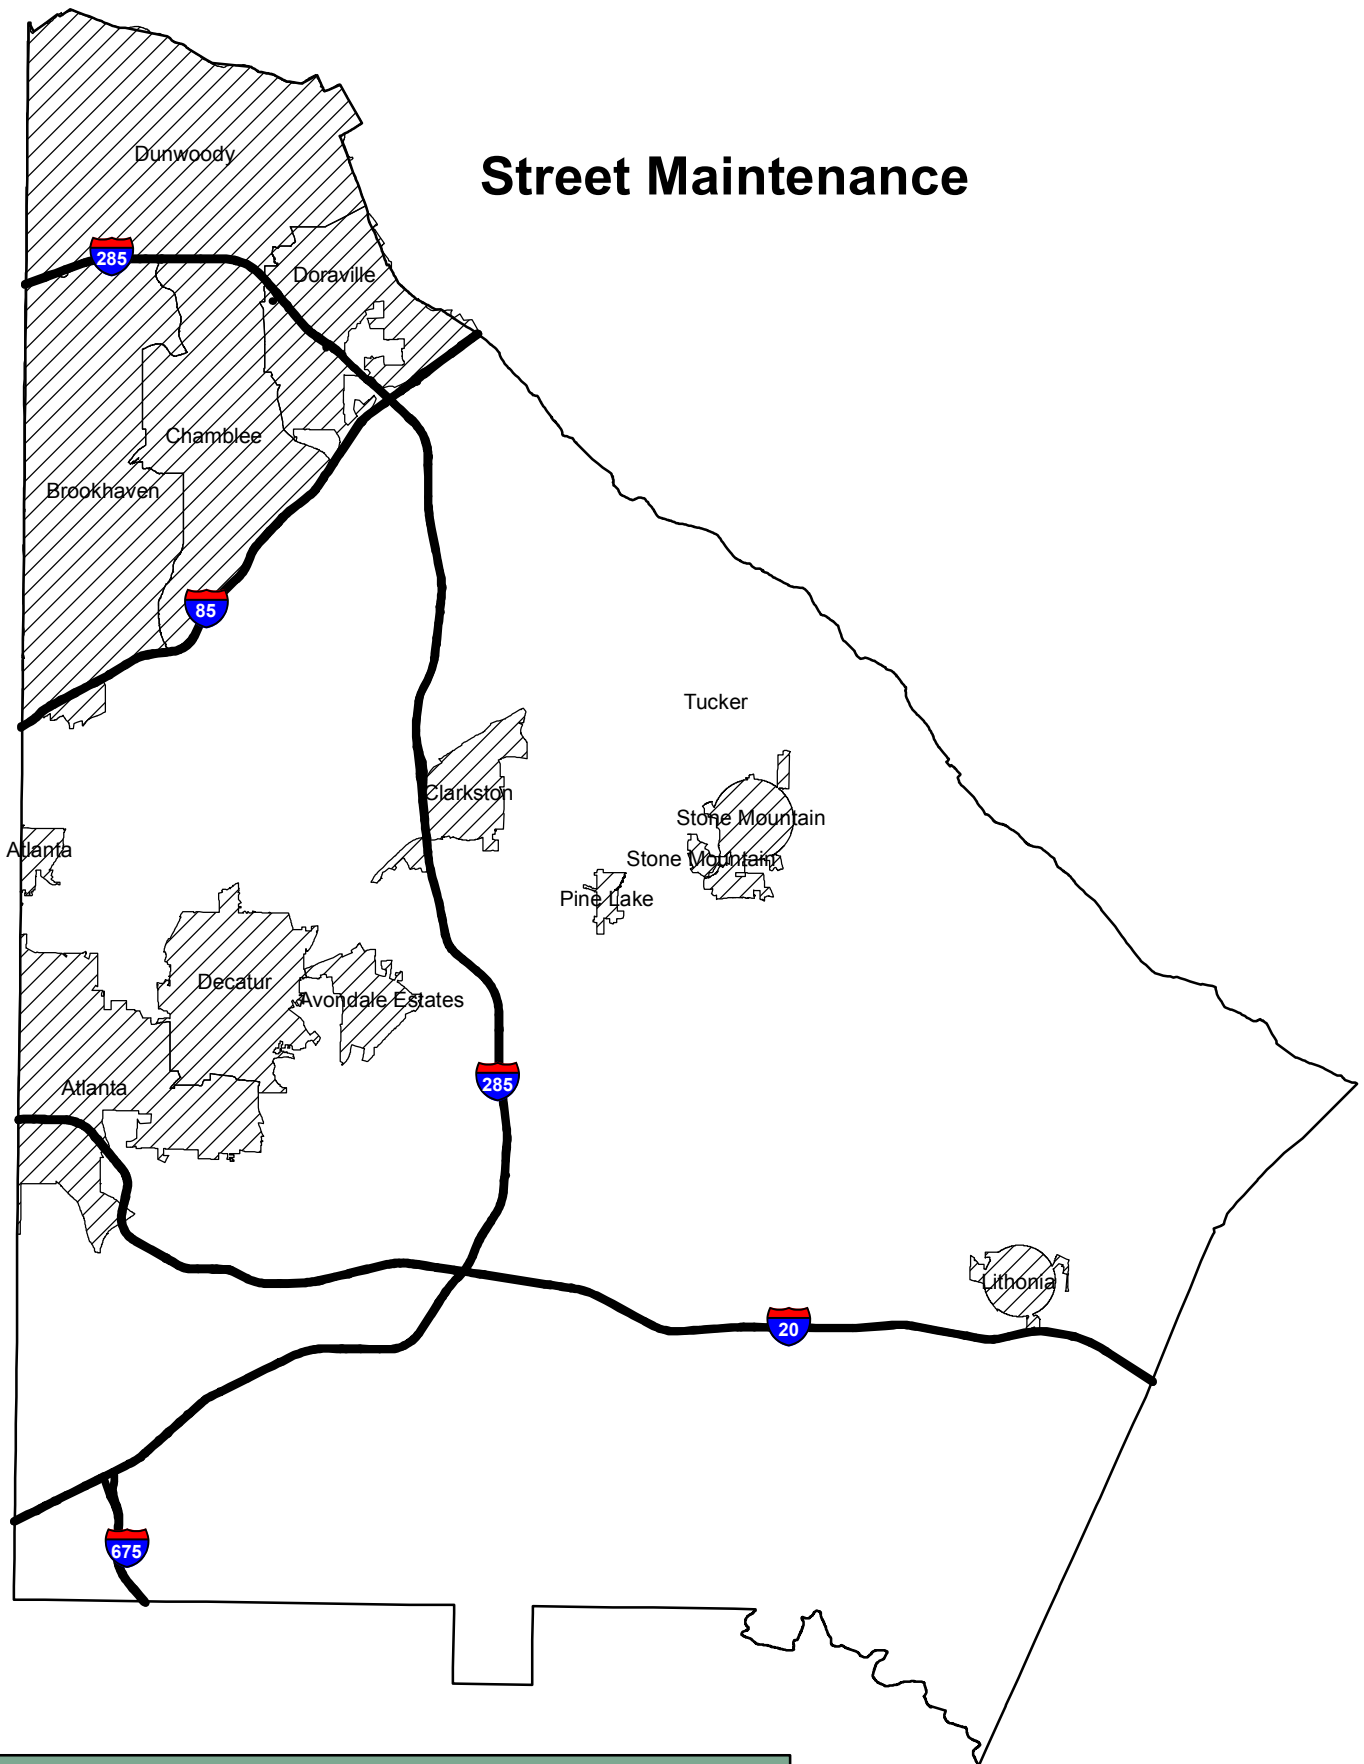 Dunwoody
Street Maintenance
285
Doraville
Chamblee
Brookhaven
85
Tucker
Clarkston
Stone Mountain
Atlanta
Stone Mountain
Pine Lake
Decatur
Avondale Estates
Atlanta
285
Lithonia
20
675